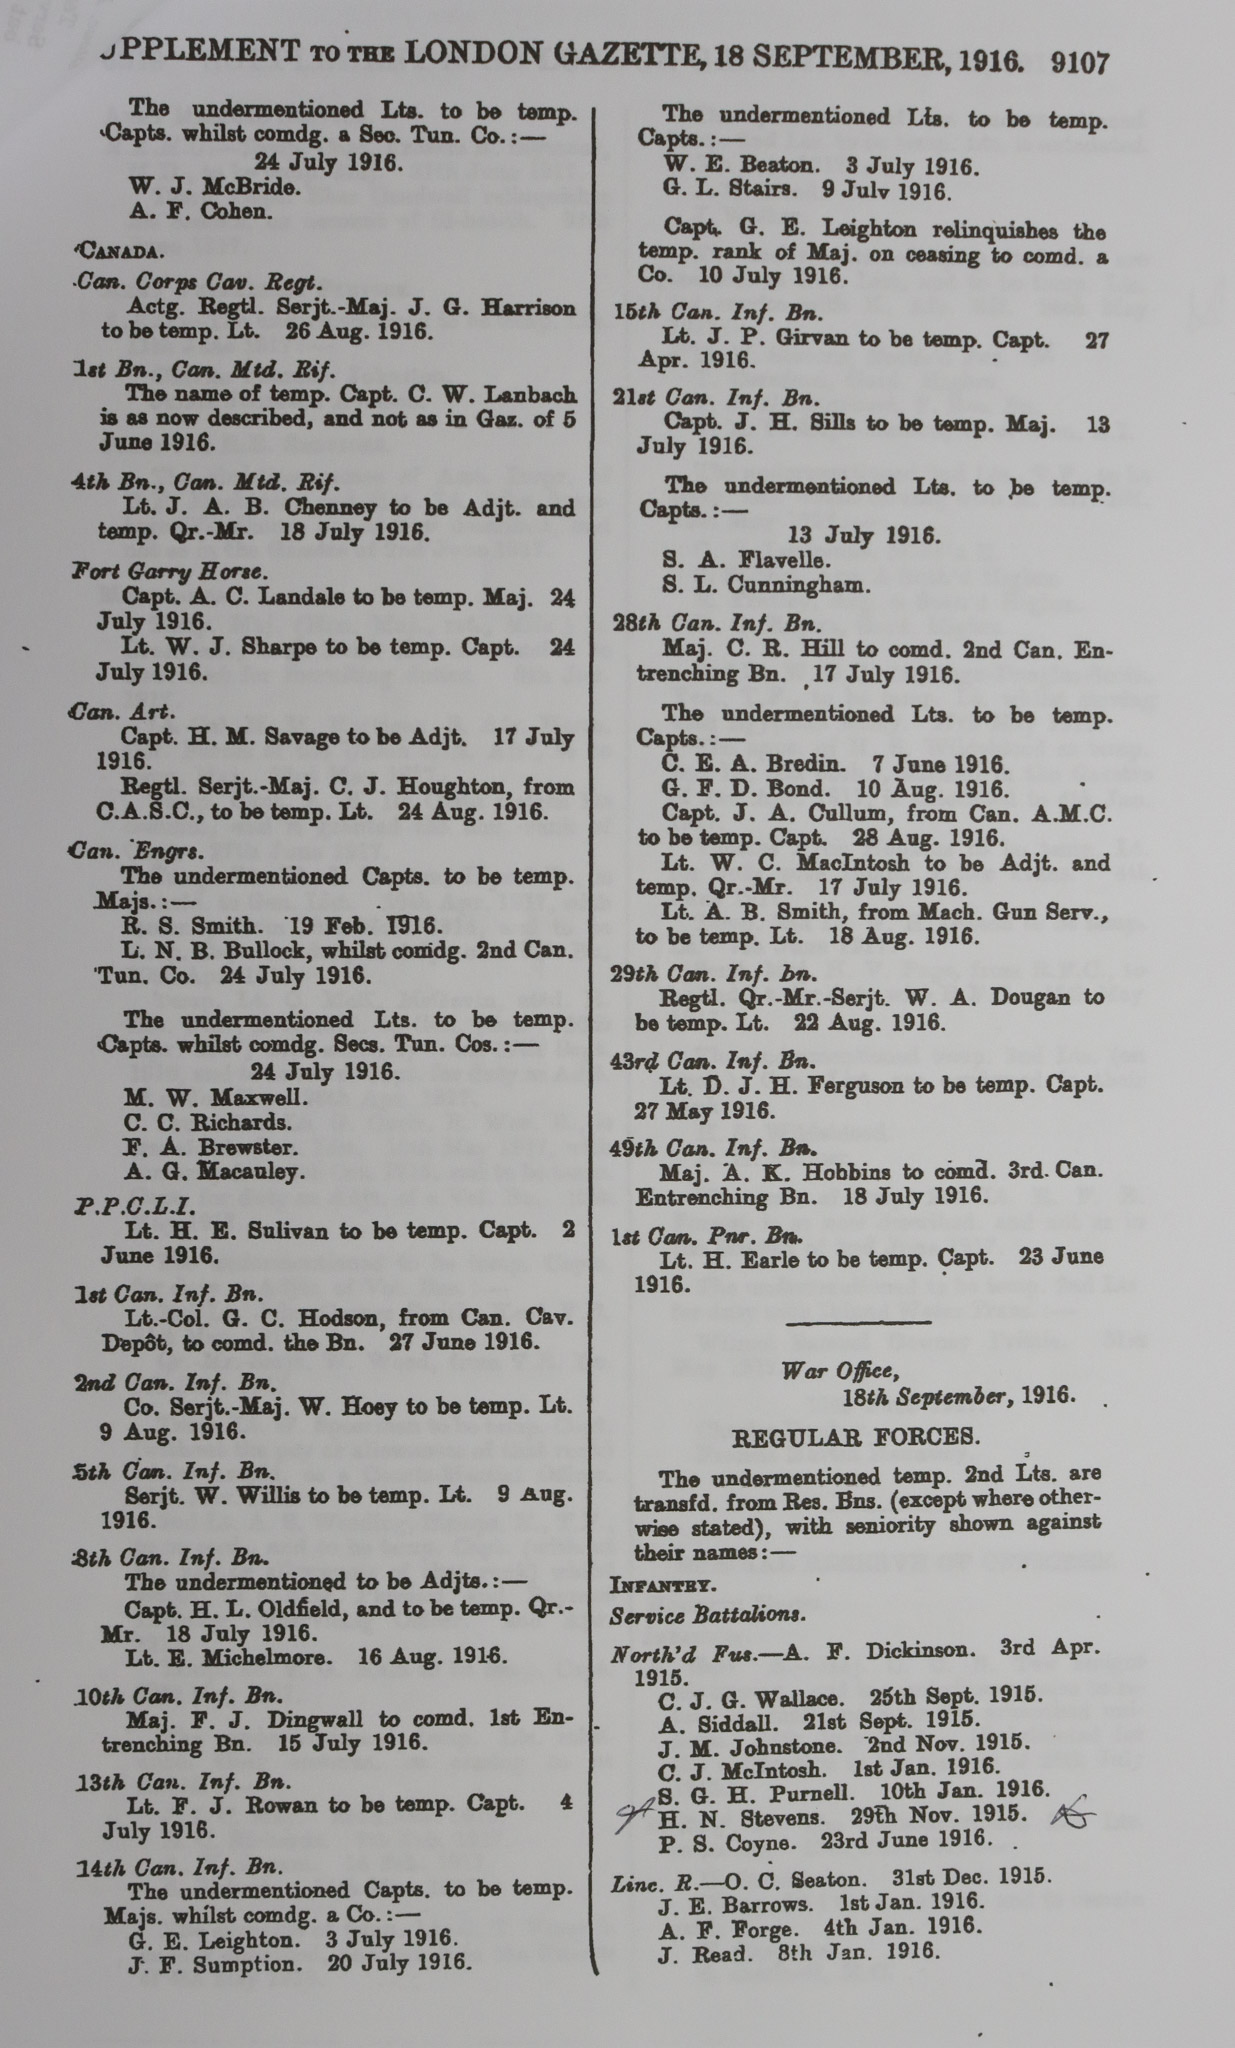 UPPLEMENT TO THE LONDON GAZETTE, 18 SEPTEMBER, 1916. 9107
The undermentioned Lts. to be temp.
Capts. whilst comdg. a Sec. Tun. Co.:—
24 July 1916.
W. J. McBride.
A. F. Cohen.
CANADA.
Can. Corps Cav. Regt.
Actg. Regtl. Serjt.-Maj. J. G. Harrison
to be temp. Lt. 26 Aug. 1916.
1st Bn., Can. Mtd. Rif.
The name of temp. Capt. C. W. Lanbach
is as now described, and not as in Gaz. of 5
June 1916.
4th Bn., Can. Mtd. Rif.
Lt. J. A. B. Chenney to be Adjt. and
temp. Qr.-Mr. 18 July 1916.
Fort Garry Horse.
Capt. A. C. Landale to be temp. Maj. 24
July 1916.
Lt. W. J. Sharpe to be temp. Capt. 24
July 1916.
Can. Art.
Capt. H. M. Savage to be Adjt. 17 July
1916.
Regtl. Serjt.-Maj. C. J. Houghton, from
C.A.S.C., to be temp. Lt. 24 Aug. 1916.
Can. Engrs.
The undermentioned Capts. to be temp.
Majs.:—
R. S. Smith. 19 Feb. 1916.
L. N. B. Bullock, whilst comdg. 2nd Can.
Tun. Co. 24 July 1916.
The undermentioned Lts. to be temp.
Capts. whilst comdg. Secs. Tun. Cos.:—
24 July 1916.
M. W. Maxwell.
C. C. Richards.
F. A. Brewster.
A. G. Macauley.
P.P.C.L.I.
Lt. H. E. Sulivan to be temp. Capt. 2
June 1916.
1st Can. Inf. Bn.
Lt.-Col. G. C. Hodson, from Can. Cav.
Depôt, to comd. the Bn. 27 June 1916.
2nd Can. Inf. Bn.
Co. Serjt.-Maj. W. Hoey to be temp. Lt.
9 Aug. 1916.
5th Can. Inf. Bn.
Serjt. W. Willis to be temp. Lt. 9 Aug.
1916.
8th Can. Inf. Bn.
The undermentioned to be Adjts.:—
Capt. H. L. Oldfield, and to be temp. Qr.-
Mr. 18 July 1916.
Lt. E. Michelmore. 16 Aug. 1916.
10th Can. Inf. Bn.
Maj. F. J. Dingwall to comd. 1st En-
trenching Bn. 15 July 1916.
13th Can. Inf. Bn.
Lt. F. J. Rowan to be temp. Capt. 4
July 1916.
14th Can. Inf. Bn.
The undermentioned Capts. to be temp.
Majs. whilst comdg. a Co.:—
G. E. Leighton. 3 July 1916.
J. F. Sumption. 20 July 1916.
The undermentioned Lts. to be temp.
Capts.:—
W. E. Beaton. 3 July 1916.
G. L. Stairs. 9 July 1916.
Capt. G. E. Leighton relinquishes the
temp. rank of Maj. on ceasing to comd. a
Co. 10 July 1916.
15th Can. Inf. Bn.
Lt. J. P. Girvan to be temp. Capt. 27
Apr. 1916.
21st Can. Inf. Bn.
Capt. J. H. Sills to be temp. Maj. 13
July 1916.
The undermentioned Lts. to be temp.
Capts.:—
13 July 1916.
S. A. Flavelle.
S. L. Cunningham.
28th Can. Inf. Bn.
Maj. C. R. Hill to comd. 2nd Can. En-
trenching Bn. 17 July 1916.
The undermentioned Lts. to be temp.
Capts.:—
C. E. A. Bredin. 7 June 1916.
G. F. D. Bond. 10 Aug. 1916.
Capt. J. A. Cullum, from Can. A.M.C.
to be temp. Capt. 28 Aug. 1916.
Lt. W. C. MacIntosh to be Adjt. and
temp. Qr.-Mr. 17 July 1916.
Lt. A. B. Smith, from Mach. Gun Serv.,
to be temp. Lt. 18 Aug. 1916.
29th Can. Inf. bn.
Regtl. Qr.-Mr.-Serjt. W. A. Dougan to
be temp. Lt. 22 Aug. 1916.
43rd Can. Inf. Bn.
Lt. D. J. H. Ferguson to be temp. Capt.
27 May 1916.
49th Can. Inf. Bn.
Maj. A. K. Hobbins to comd. 3rd Can.
Entrenching Bn. 18 July 1916.
1st Can. Pnr. Bn.
Lt. H. Earle to be temp. Capt. 23 June
1916.
War Office,
18th September, 1916.
REGULAR FORCES.
The undermentioned temp. 2nd Lts. are
transfd. from Res. Bns. (except where other-
wise stated), with seniority shown against
their names:—
INFANTRY.
Service Battalions.
North'd Fus.—A. F. Dickinson. 3rd Apr.
1915.
C. J. G. Wallace. 25th Sept. 1915.
A. Siddall. 21st Sept. 1915.
J. M. Johnstone. 2nd Nov. 1915.
C. J. McIntosh. 1st Jan. 1916.
S. G. H. Purnell. 10th Jan. 1916.
H. N. Stevens. 29th Nov. 1915.
P. S. Coyne. 23rd June 1916.
Linc. R.—O. C. Seaton. 31st Dec. 1915.
J. E. Barrows. 1st Jan. 1916.
A. F. Forge. 4th Jan. 1916.
J. Read. 8th Jan. 1916.